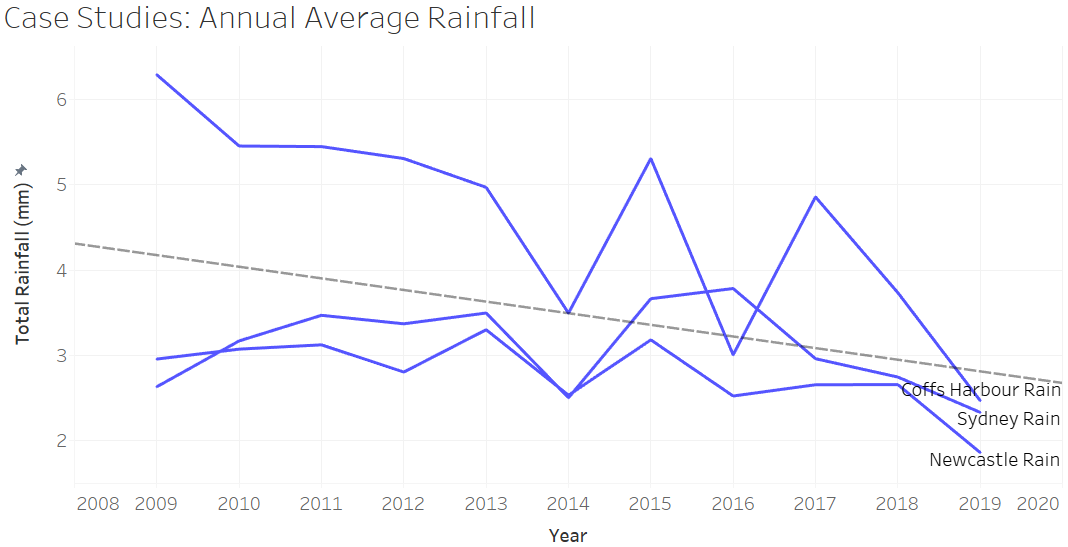 Case Studies: Annual Average Rainfall
Total Rainfall (mm)
6
5
4
3
2
Coffs Harbour Rain
Sydney Rain
Newcastle Rain
2008 2009 2010 2011 2012 2013 2014 2015 2016 2017 2018 2019 2020
Year